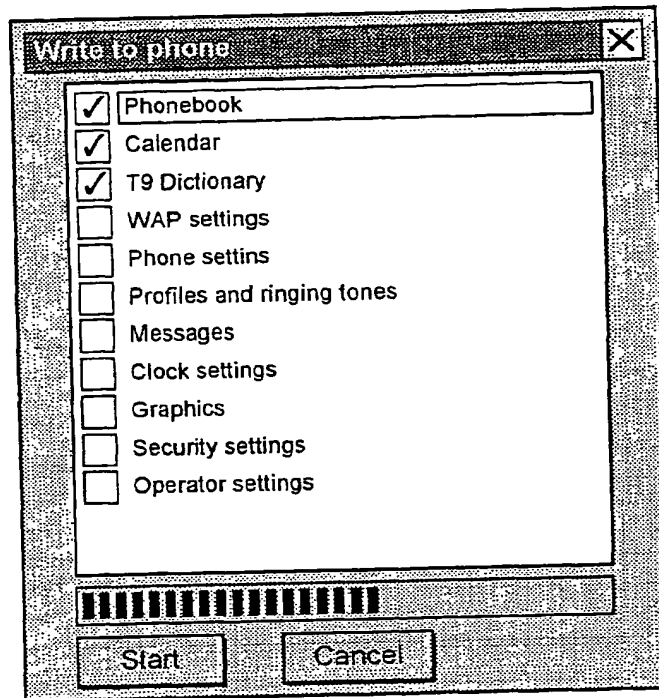 Write to phone
Phonebook
Calendar
T9 Dictionary
WAP settings
Phone settins
Profiles and ringing tones
Messages
Clock settings
Graphics
Security settings
Operator settings
Start
Cancel